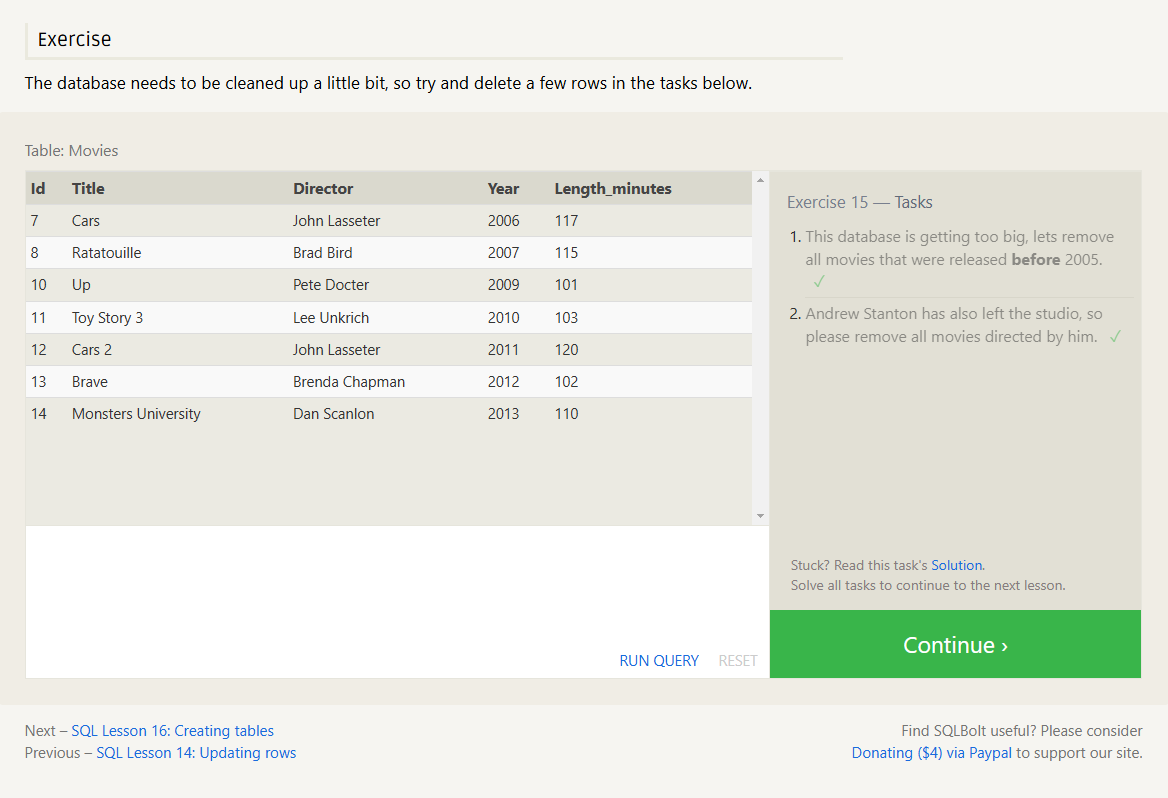 Exercise
The database needs to be cleaned up a little bit, so try and delete a few rows in the tasks below.
Table: Movies
Id Title Director Year Length_minutes
7 Cars John Lasseter 2006 117
8 Ratatouille Brad Bird 2007 115
10 Up Pete Docter 2009 101
11 Toy Story 3 Lee Unkrich 2010 103
12 Cars 2 John Lasseter 2011 120
13 Brave Brenda Chapman 2012 102
14 Monsters University Dan Scanlon 2013 110
RUN QUERY RESET
Exercise 15 — Tasks
1. This database is getting too big, lets remove
all movies that were released before 2005.
✓
2. Andrew Stanton has also left the studio, so
please remove all movies directed by him. ✓
Stuck? Read this task's Solution.
Solve all tasks to continue to the next lesson.
Continue ›
Next – SQL Lesson 16: Creating tables
Previous – SQL Lesson 14: Updating rows
Find SQLBolt useful? Please consider
Donating ($4) via Paypal to support our site.